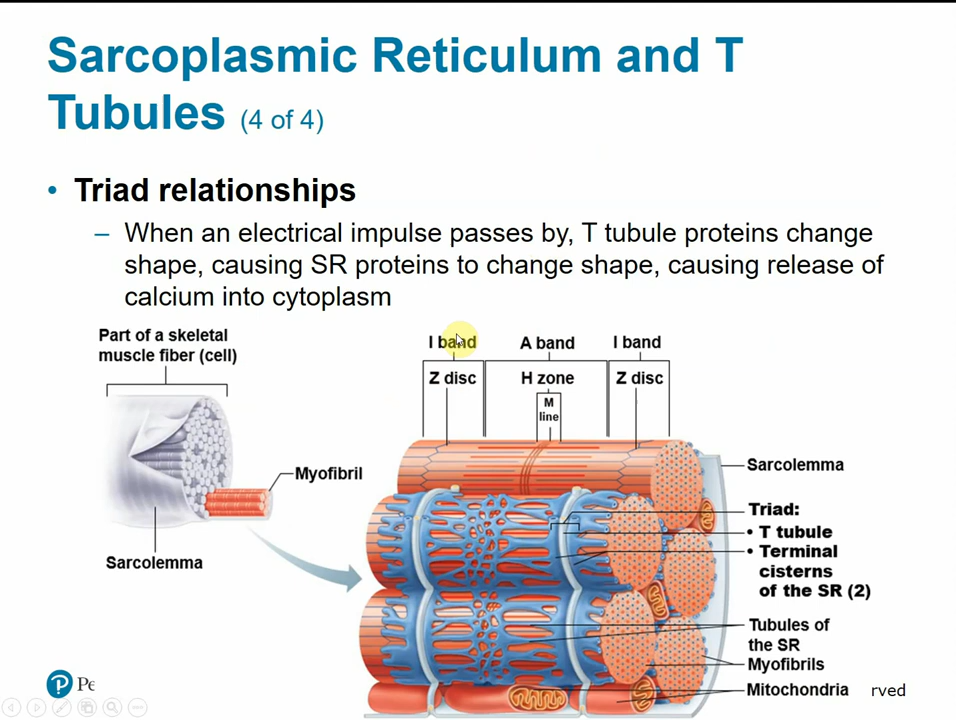 Sarcoplasmic Reticulum and T
Tubules (4 of 4)
• Triad relationships
– When an electrical impulse passes by, T tubule proteins change
shape, causing SR proteins to change shape, causing release of
calcium into cytoplasm
Part of a skeletal
muscle fiber (cell)
Myofibril
Sarcolemma
I band A band I band
Z disc H zone Z disc
M
line
Sarcolemma
Triad:
• T tubule
• Terminal
cisterns
of the SR (2)
Tubules of
the SR
Myofibrils
Mitochondria
P
rved